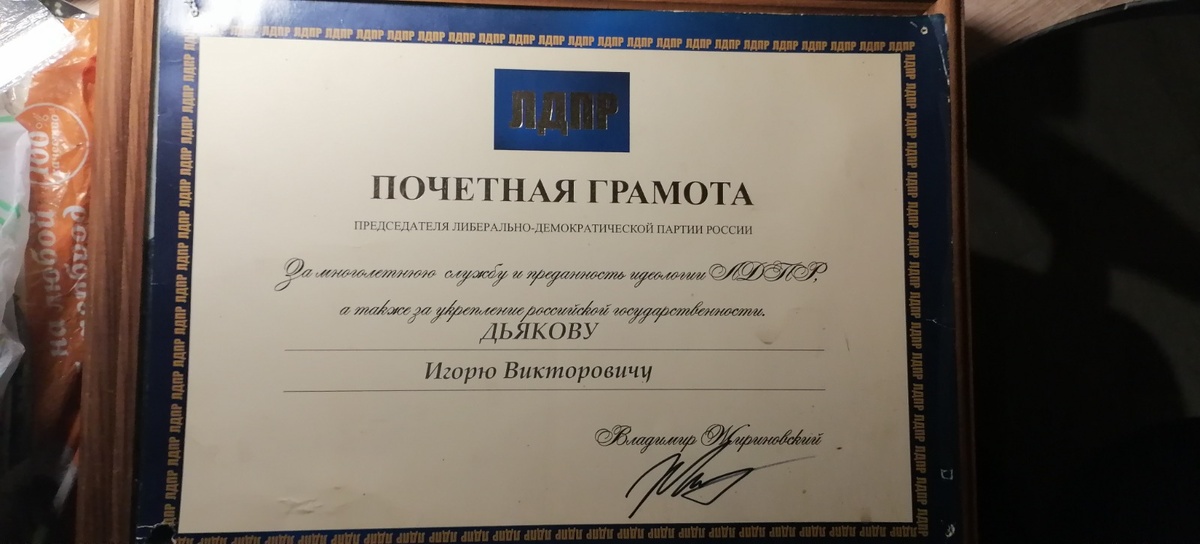 ЛДПР
ПОЧЕТНАЯ ГРАМОТА
ПРЕДСЕДАТЕЛЯ ЛИБЕРАЛЬНО-ДЕМОКРАТИЧЕСКОЙ ПАРТИИ РОССИИ
За многолетнюю службу и преданность идеологии ЛДПР,
а также за укрепление российской государственности.
ДЬЯКОВУ
Игорю Викторовичу
Владимир Жириновский